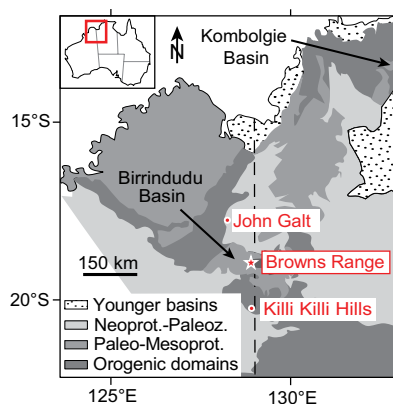 N
Kombolgie
Basin
15°S
Birrindudu
Basin
John Galt
Browns Range
150 km
20°S
Killi Killi Hills
Younger basins
Neoprot.-Paleoz.
Paleo-Mesoprot.
Orogenic domains
125°E
130°E